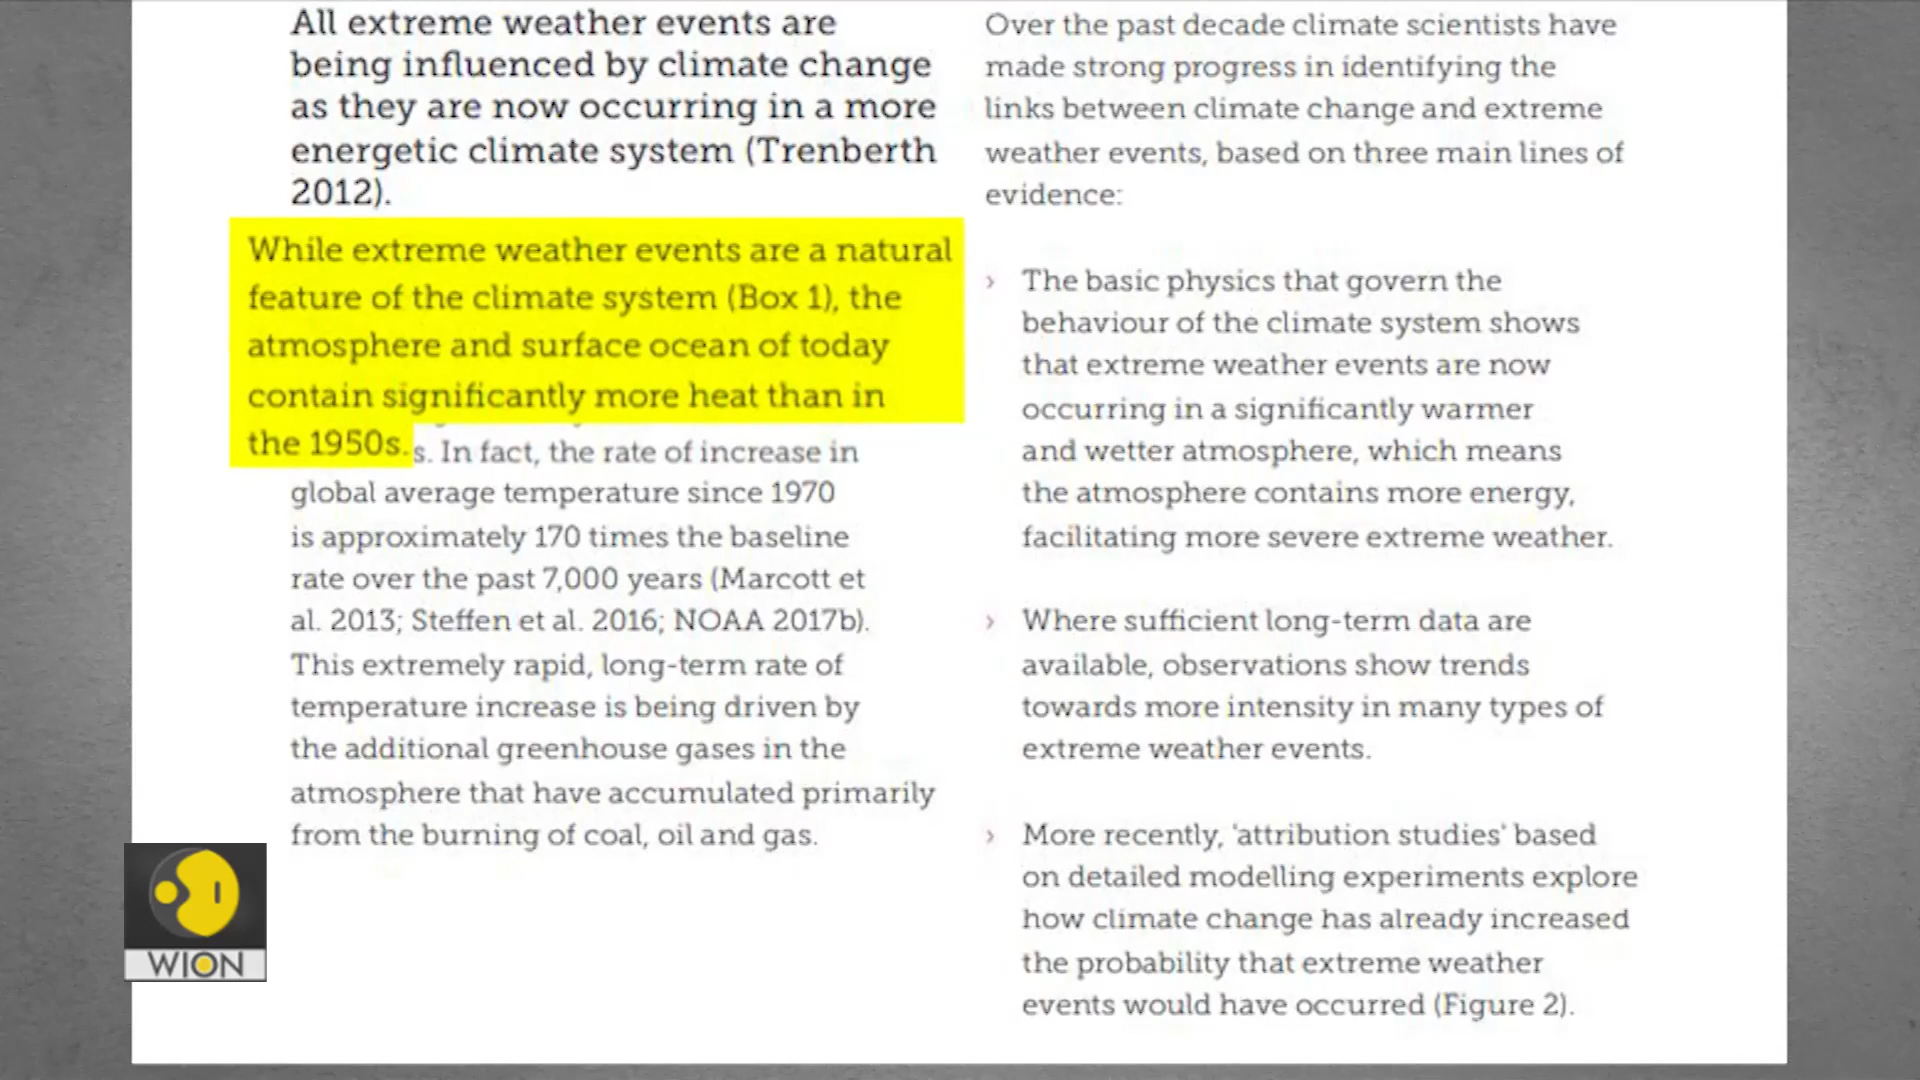 All extreme weather events are
being influenced by climate change
as they are now occurring in a more
energetic climate system (Trenberth
2012).
While extreme weather events are a natural
feature of the climate system (Box 1), the
atmosphere and surface ocean of today
contain significantly more heat than in
the 1950s.
s. In fact, the rate of increase in
global average temperature since 1970
is approximately 170 times the baseline
rate over the past 7,000 years (Marcott et
al. 2013; Steffen et al. 2016; NOAA 2017b).
This extremely rapid, long-term rate of
temperature increase is being driven by
the additional greenhouse gases in the
atmosphere that have accumulated primarily
from the burning of coal, oil and gas.
Over the past decade climate scientists have
made strong progress in identifying the
links between climate change and extreme
weather events, based on three main lines of
evidence:
› The basic physics that govern the
behaviour of the climate system shows
that extreme weather events are now
occurring in a significantly warmer
and wetter atmosphere, which means
the atmosphere contains more energy,
facilitating more severe extreme weather.
› Where sufficient long-term data are
available, observations show trends
towards more intensity in many types of
extreme weather events.
› More recently, 'attribution studies' based
on detailed modelling experiments explore
how climate change has already increased
the probability that extreme weather
events would have occurred (Figure 2).
WION